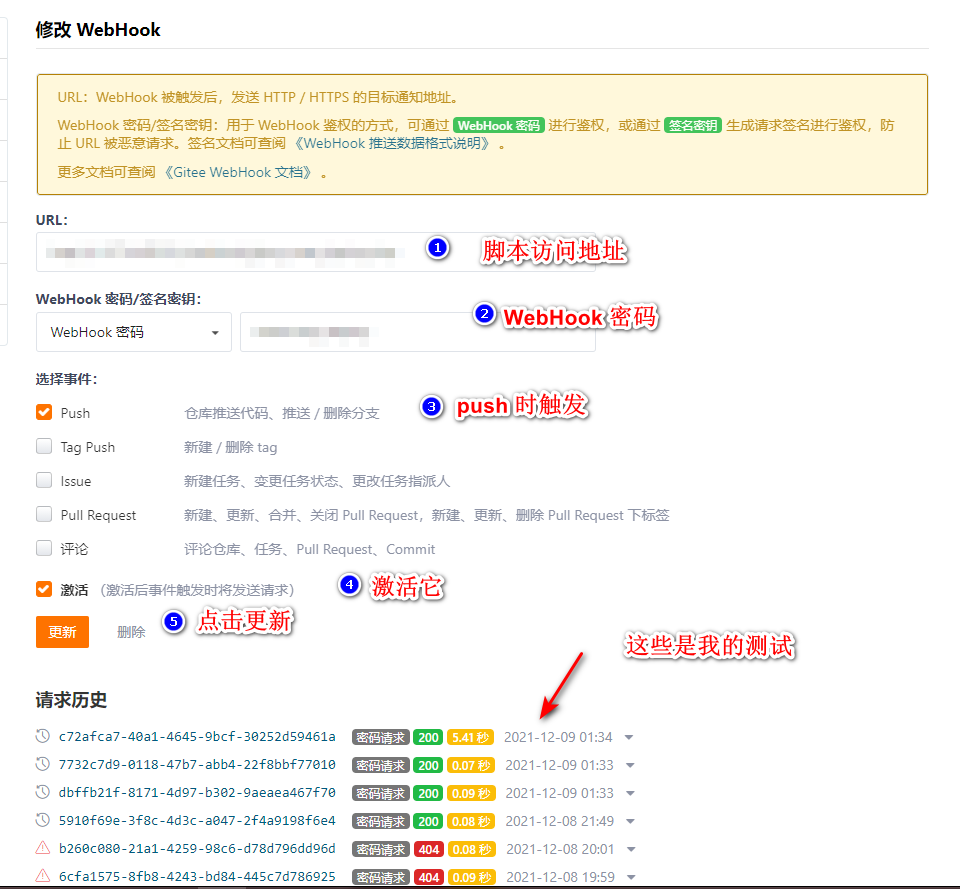 修改 WebHook
URL：WebHook 被触发后，发送 HTTP / HTTPS 的目标通知地址。
WebHook 密码/签名密钥：用于 WebHook 鉴权的方式，可通过 WebHook 密码 进行鉴权，或通过 签名密钥 生成请求签名进行鉴权，防
止 URL 被恶意请求。签名文档可查阅 《WebHook 推送数据格式说明》 。
更多文档可查阅 《Gitee WebHook 文档》 。
URL：
1 脚本访问地址
WebHook 密码/签名密钥：
WebHook 密码
2 WebHook 密码
选择事件：
Push 仓库推送代码、推送 / 删除分支
3 push 时触发
Tag Push 新建 / 删除 tag
Issue 新建任务、变更任务状态、更改任务指派人
Pull Request 新建、更新、合并、关闭 Pull Request，新建、更新、删除 Pull Request 下标签
评论 评论仓库、任务、Pull Request、Commit
激活 （激活后事件触发时将发送请求）
4 激活它
更新 删除
5 点击更新
这些是我的测试
请求历史
c72afca7-40a1-4645-9bcf-30252d59461a 密码请求 200 5.41 秒 2021-12-09 01:34
7732c7d9-0118-47b7-abb4-22f8bbf77010 密码请求 200 0.07 秒 2021-12-09 01:33
dbffb21f-8171-4d97-b302-9aeaea467f70 密码请求 200 0.09 秒 2021-12-09 01:33
5910f69e-3f8c-4d3c-a047-2f4a9198f6e4 密码请求 200 0.08 秒 2021-12-08 21:49
b260c080-21a1-4259-98c6-d78d796dd96d 密码请求 404 0.08 秒 2021-12-08 20:01
6cfa1575-8fb8-4243-bd84-445c7d786925 密码请求 404 0.09 秒 2021-12-08 19:59